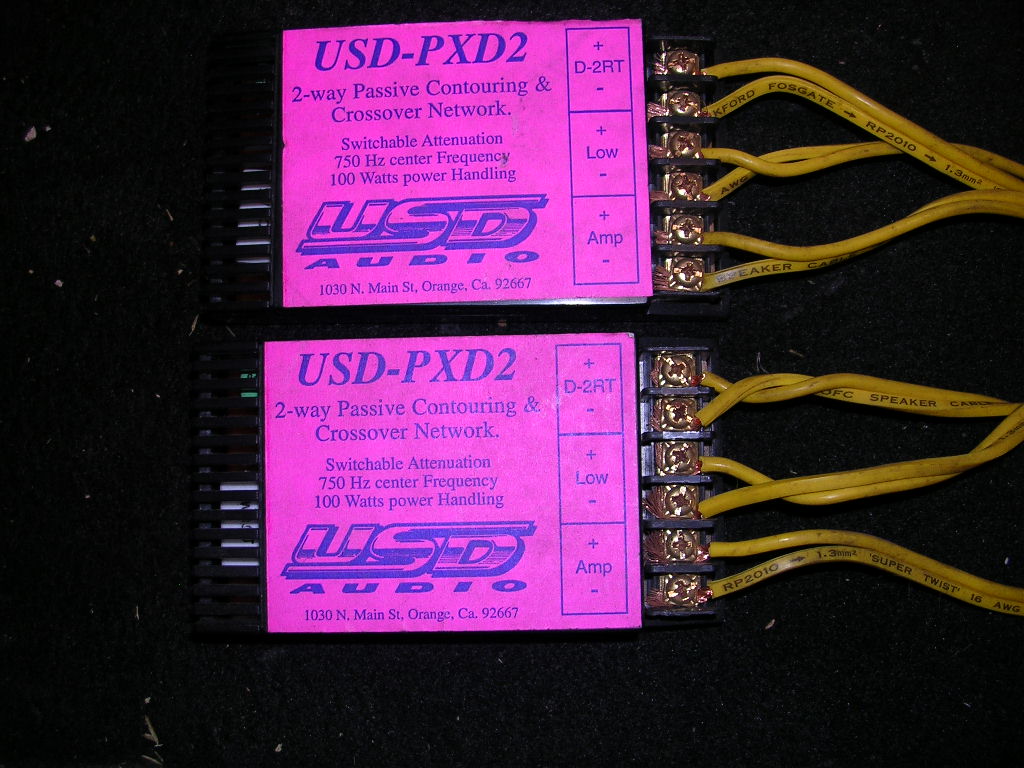 USD-PXD2
2-way Passive Contouring &
Crossover Network.
Switchable Attenuation
750 Hz center Frequency
100 Watts power Handling
USD
AUDIO
1030 N. Main St, Orange, Ca. 92667
+
D-2RT
-
+
Low
-
+
Amp
-
KFORD FOSGATE → RP2010 → 1.3mm²
AWG
SPEAKER CABLE
USD-PXD2
2-way Passive Contouring &
Crossover Network.
Switchable Attenuation
750 Hz center Frequency
100 Watts power Handling
USD
AUDIO
1030 N. Main St, Orange, Ca. 92667
+
D-2RT
-
+
Low
-
+
Amp
-
OFC SPEAKER CABLE
RP2010 → 1.3mm² 'SUPER TWIST' 16 AWG